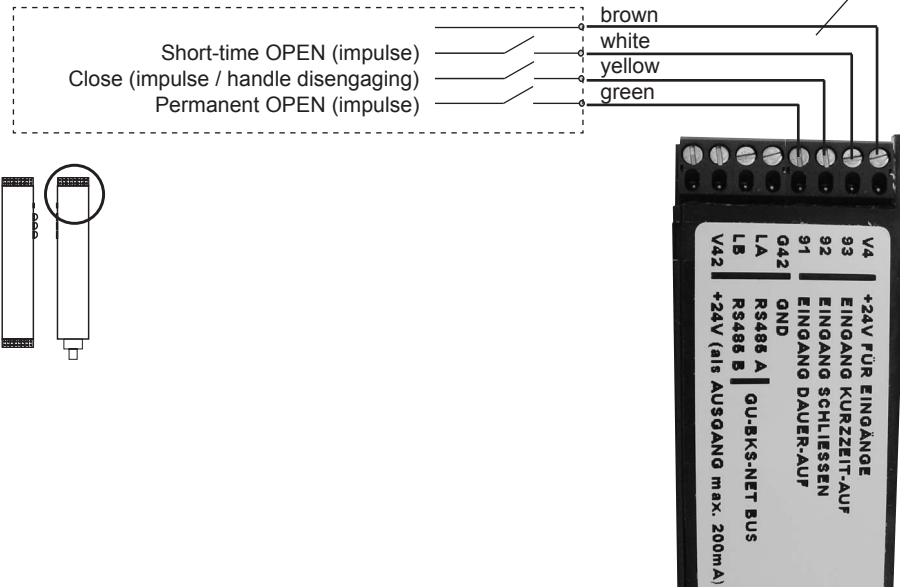 brown
Short-time OPEN (impulse)
white
Close (impulse / handle disengaging)
yellow
Permanent OPEN (impulse)
green
V4 +24V FÜR EINGÄNGE
93 EINGANG KURZZEIT-AUF
92 EINGANG SCHLIESSEN
91 EINGANG DAUER-AUF
G42 GND
LA RS485 A
LB RS485 B
GU-BKS-NET BUS
V42 +24V (als AUSGANG max. 200mA)